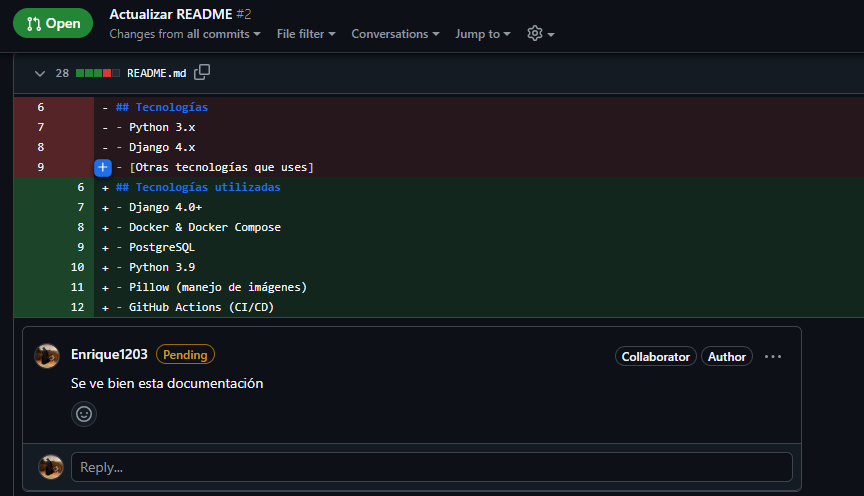 Open
Actualizar README #2
Changes from all commits File filter Conversations Jump to
28 README.md
6 - ## Tecnologías
7 - - Python 3.x
8 - - Django 4.x
9 + - [Otras tecnologías que uses]
6 + ## Tecnologías utilizadas
7 + - Django 4.0+
8 + - Docker & Docker Compose
9 + - PostgreSQL
10 + - Python 3.9
11 + - Pillow (manejo de imágenes)
12 + - GitHub Actions (CI/CD)
Enrique1203 Pending Collaborator Author
Se ve bien esta documentación
Reply...